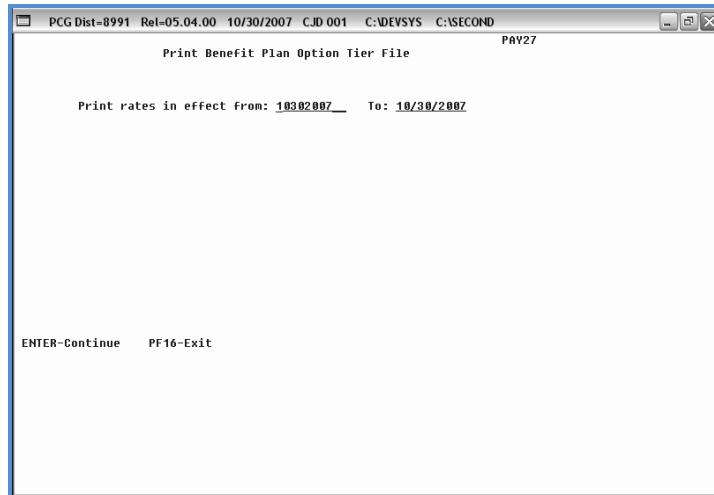 PCG Dist=8991 Rel=05.04.00 10/30/2007 CJD 001 C:\DEVSYS C:\SECOND
PAY27
Print Benefit Plan Option Tier File
Print rates in effect from: 10302007__ To: 10/30/2007
ENTER-Continue PF16-Exit